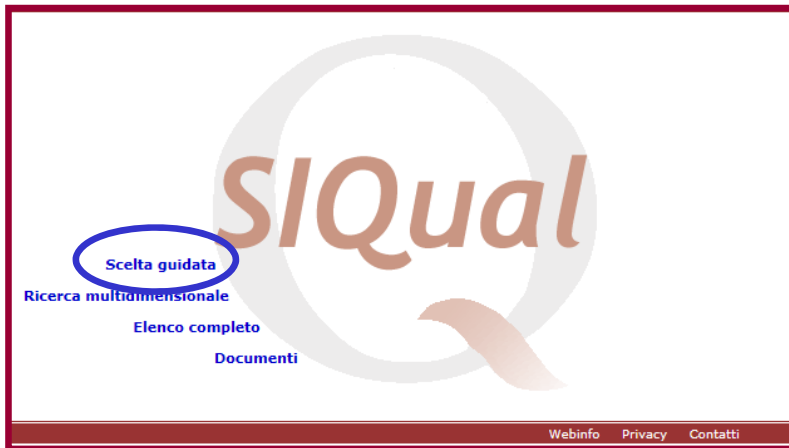 SIQual
Scelta guidata
Ricerca multidimensionale
Elenco completo
Documenti
Webinfo Privacy Contatti